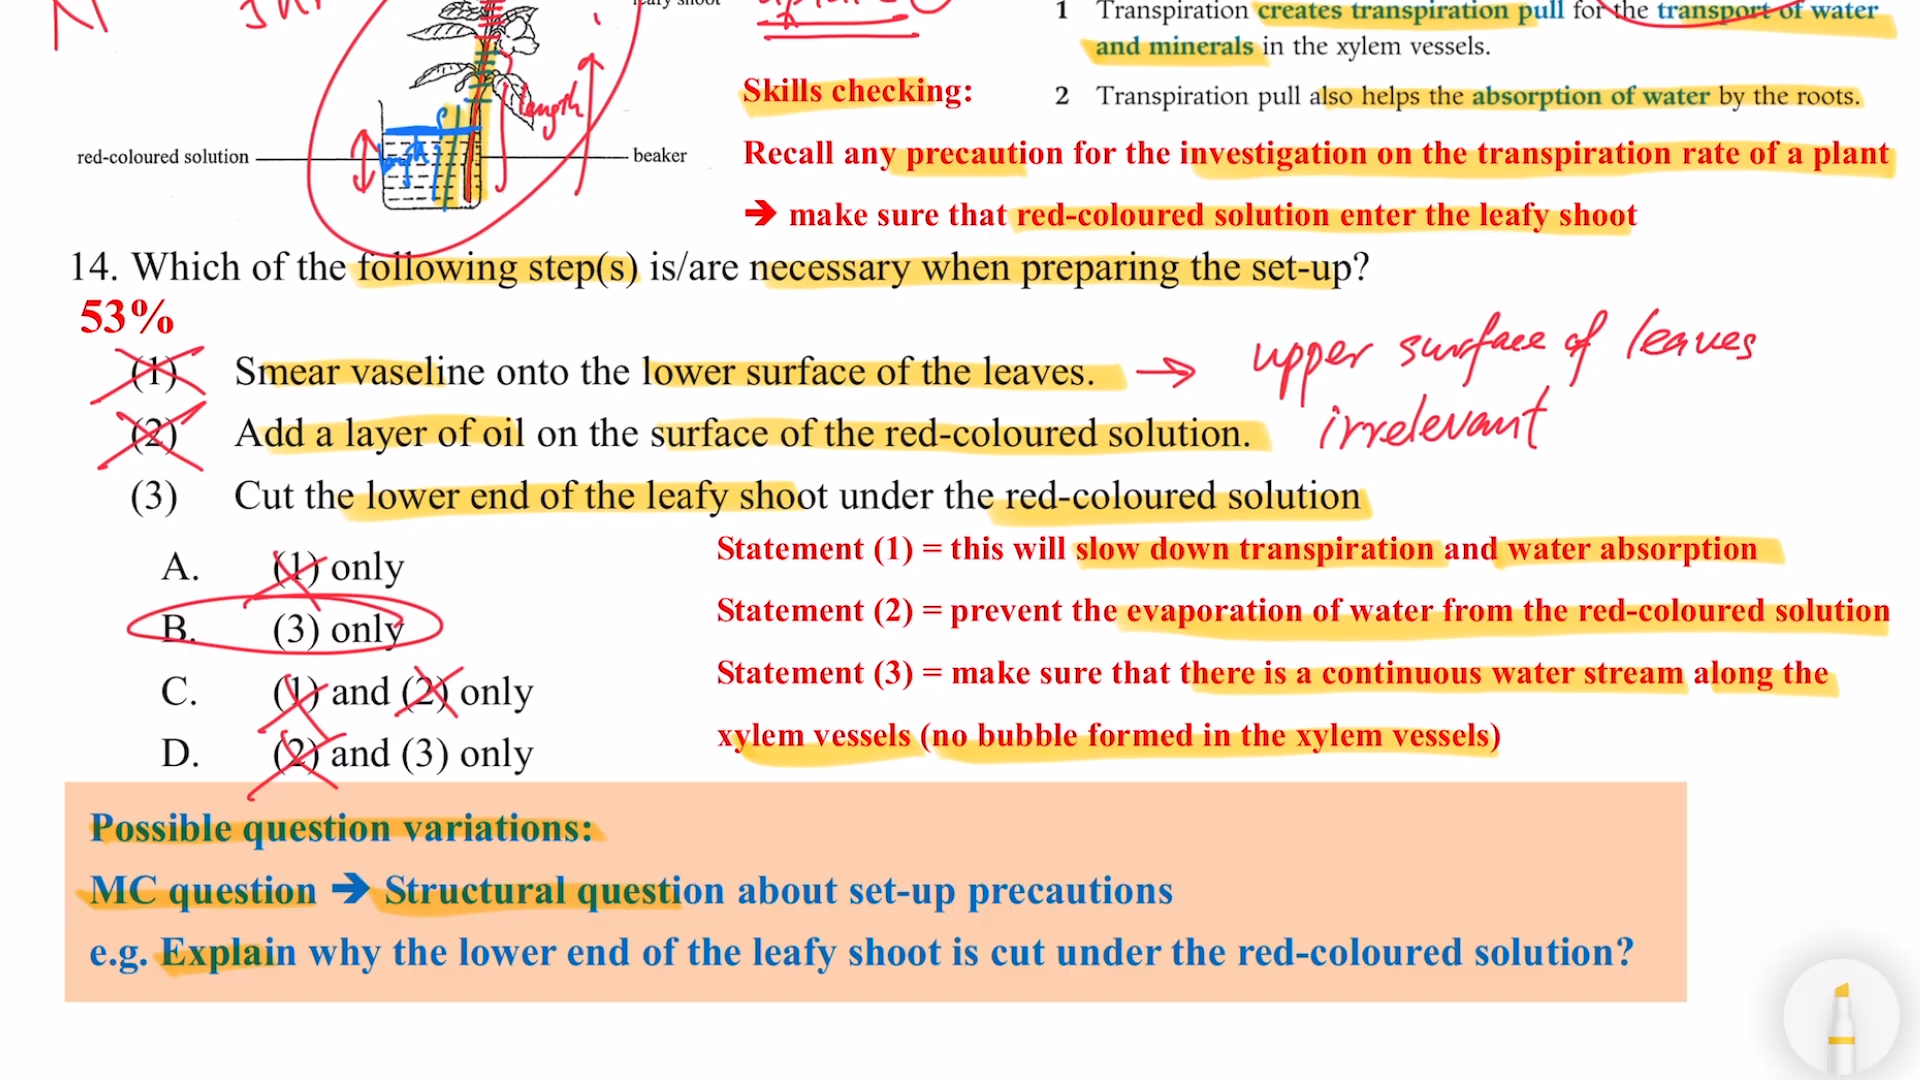 1 Transpiration creates transpiration pull for the transport of water
and minerals in the xylem vessels.
Skills checking:
2 Transpiration pull also helps the absorption of water by the roots.
length
red-coloured solution
beaker
Recall any precaution for the investigation on the transpiration rate of a plant
➔ make sure that red-coloured solution enter the leafy shoot
14. Which of the following step(s) is/are necessary when preparing the set-up?
53%
(1) Smear vaseline onto the lower surface of the leaves. → upper surface of leaves
(2) Add a layer of oil on the surface of the red-coloured solution. irrelevant
(3) Cut the lower end of the leafy shoot under the red-coloured solution
A. (1) only
B. (3) only
C. (1) and (2) only
D. (2) and (3) only
Statement (1) = this will slow down transpiration and water absorption
Statement (2) = prevent the evaporation of water from the red-coloured solution
Statement (3) = make sure that there is a continuous water stream along the
xylem vessels (no bubble formed in the xylem vessels)
Possible question variations:
MC question ➔ Structural question about set-up precautions
e.g. Explain why the lower end of the leafy shoot is cut under the red-coloured solution?